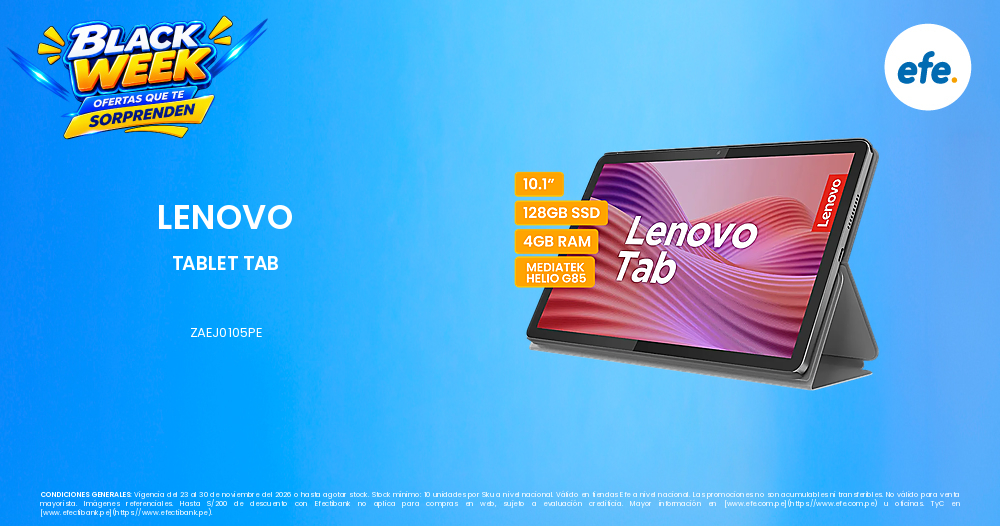 BLACK
WEEK
OFERTAS QUE TE
SORPRENDEN
efe.
LENOVO
TABLET TAB
ZAEJ0105PE
10.1”
128GB SSD
4GB RAM
MEDIATEK
HELIO G85
Lenovo
Lenovo
Tab
CONDICIONES GENERALES: Vigencia del 23 al 30 de noviembre del 2026 o hasta agotar stock. Stock mínimo: 10 unidades por Sku a nivel nacional. Válido en tiendas Efe a nivel nacional. Las promociones no son acumulables ni transferibles. No válido para venta
mayorista. Imágenes referenciales. Hasta S/200 de descuento con Efectibank no aplica para compras en web, sujeto a evaluación crediticia. Mayor información en [www.efe.com.pe](https://www.efe.com.pe) u oficinas. TyC en
[www.efectibank.pe](https://www.efectibank.pe).